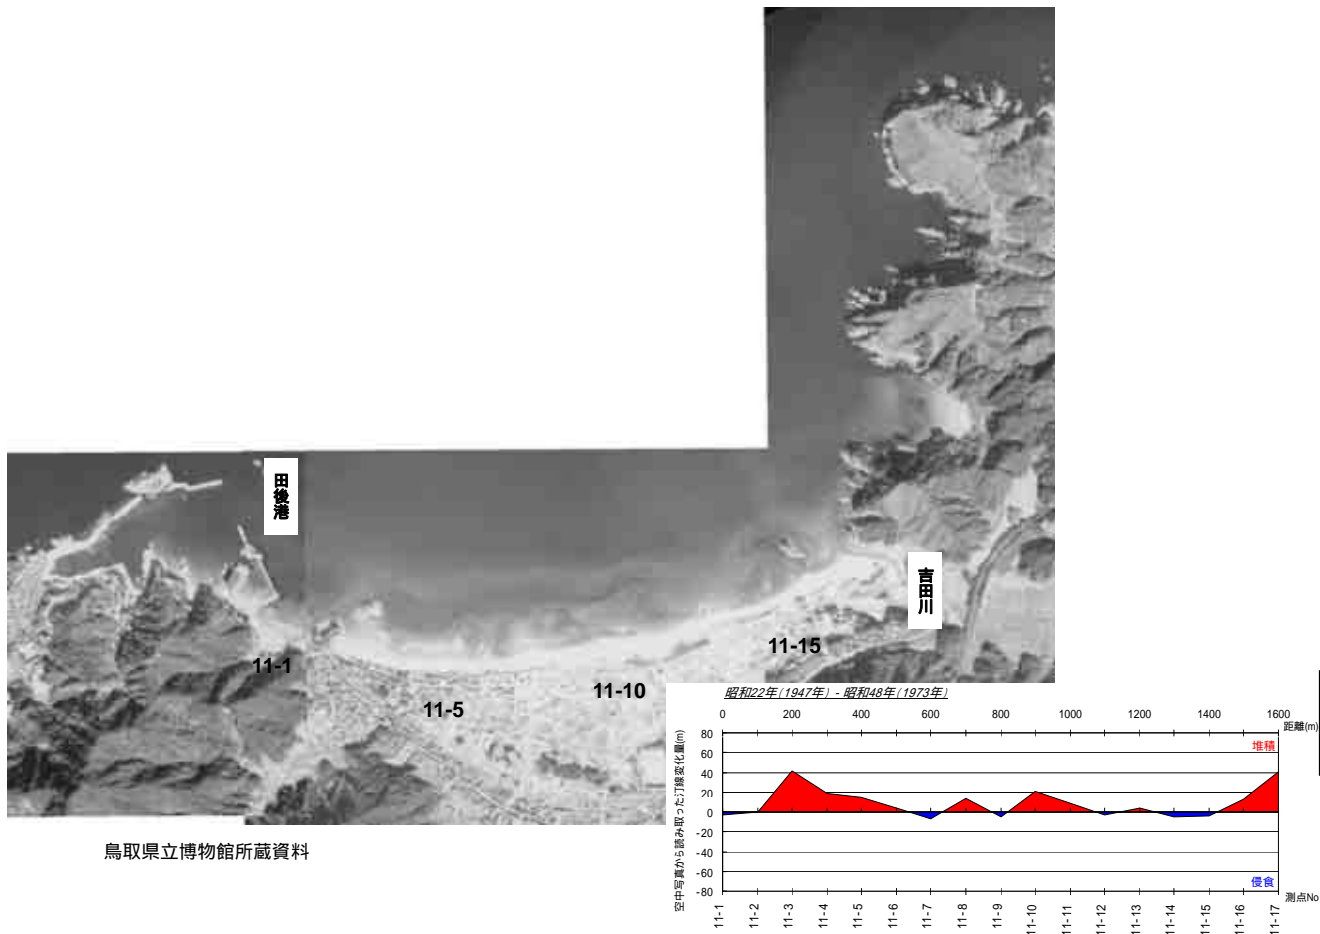 田後港
吉田川
11-1
11-5
11-10
11-15
鳥取県立博物館所蔵資料
昭和22年(1947年) - 昭和48年(1973年)
0 200 400 600 800 1000 1200 1400 1600
距離(m)
空中写真から読み取った汀線変化量(m)
80
60
40
20
0
-20
-40
-60
-80
堆積
侵食
測点No
11-1 11-2 11-3 11-4 11-5 11-6 11-7 11-8 11-9 11-10 11-11 11-12 11-13 11-14 11-15 11-16 11-17